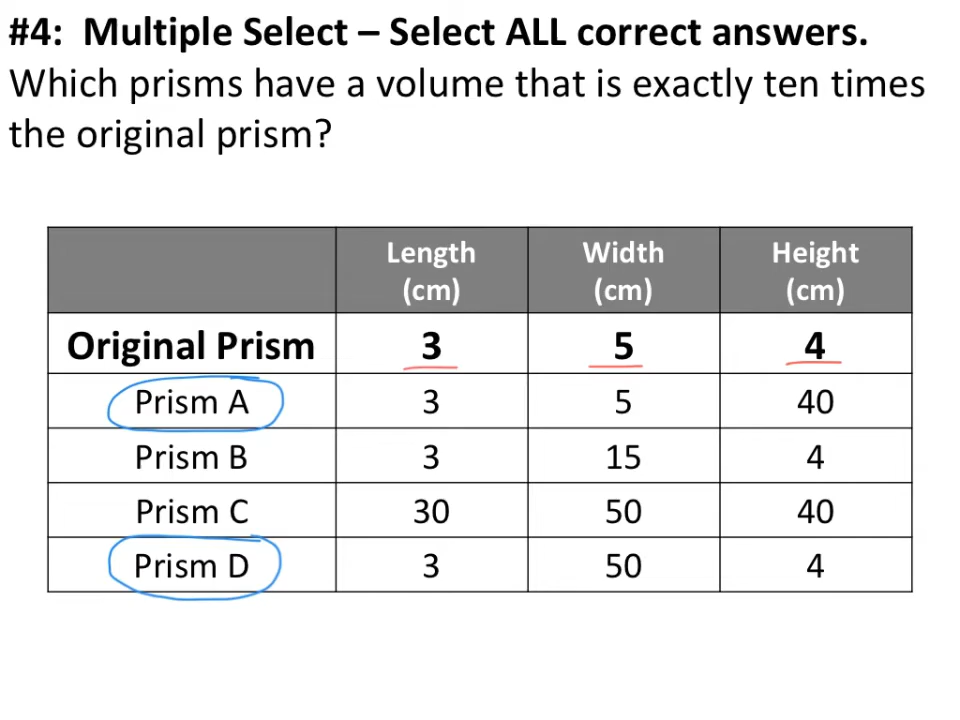 #4: Multiple Select – Select ALL correct answers.
Which prisms have a volume that is exactly ten times
the original prism?
Length (cm) Width (cm) Height (cm)
Original Prism 3 5 4
Prism A 3 5 40
Prism B 3 15 4
Prism C 30 50 40
Prism D 3 50 4